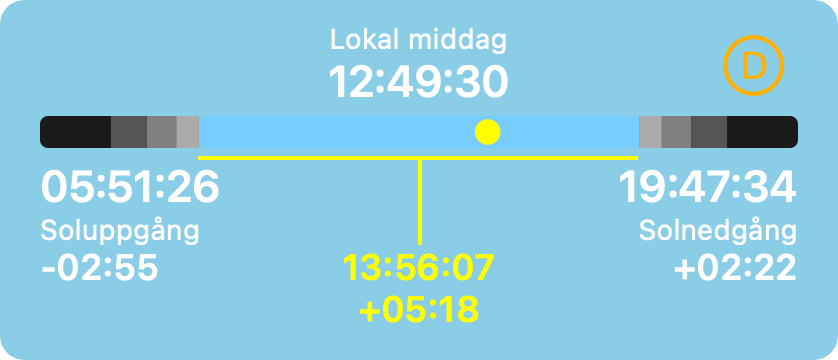 Lokal middag
12:49:30
D
05:51:26
Soluppgång
-02:55
13:56:07
+05:18
19:47:34
Solnedgång
+02:22